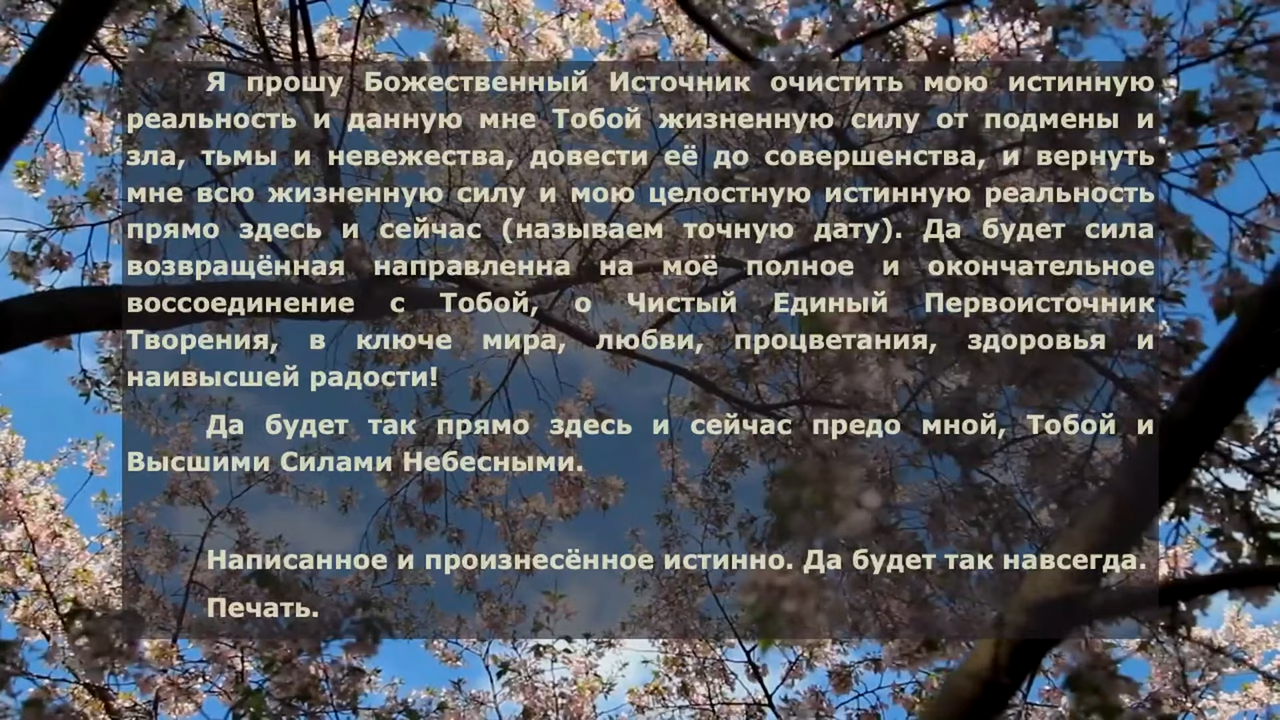 Я прошу Божественный Источник очистить мою истинную
реальность и данную мне Тобой жизненную силу от подмены и
зла, тьмы и невежества, довести её до совершенства, и вернуть
мне всю жизненную силу и мою целостную истинную реальность
прямо здесь и сейчас (называем точную дату). Да будет сила
возвращённая направленна на моё полное и окончательное
воссоединение с Тобой, о Чистый Единый Первоисточник
Творения, в ключе мира, любви, процветания, здоровья и
наивысшей радости!
Да будет так прямо здесь и сейчас предо мной, Тобой и
Высшими Силами Небесными.
Написанное и произнесённое истинно. Да будет так навсегда.
Печать.